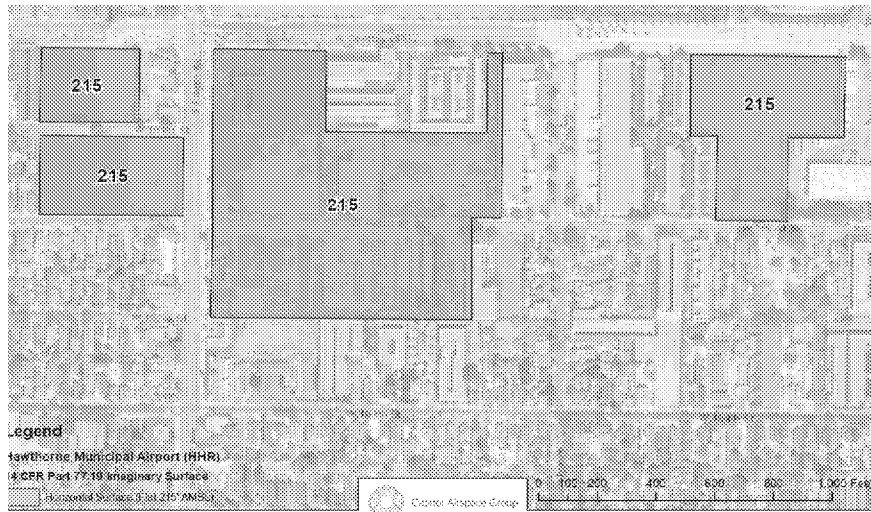 215
215
215
215
Legend
Hawthorne Municipal Airport (HHR)
14 CFR Part 77.19 Imaginary Surface
Horizontal Surface (Flat 215' AMSL)
Capitol Airspace Group
0 100 200 400 600 800 1,000 Feet